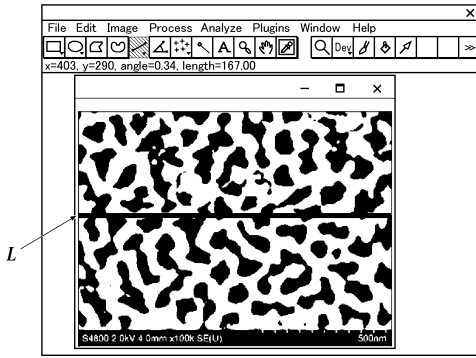 ×
File Edit Image Process Analyze Plugins Window Help
A Dev >>
x=403, y=290, angle=0.34, length=167.00
L
S4800 2.0kV 4.0mm x100k SE(U) 500nm